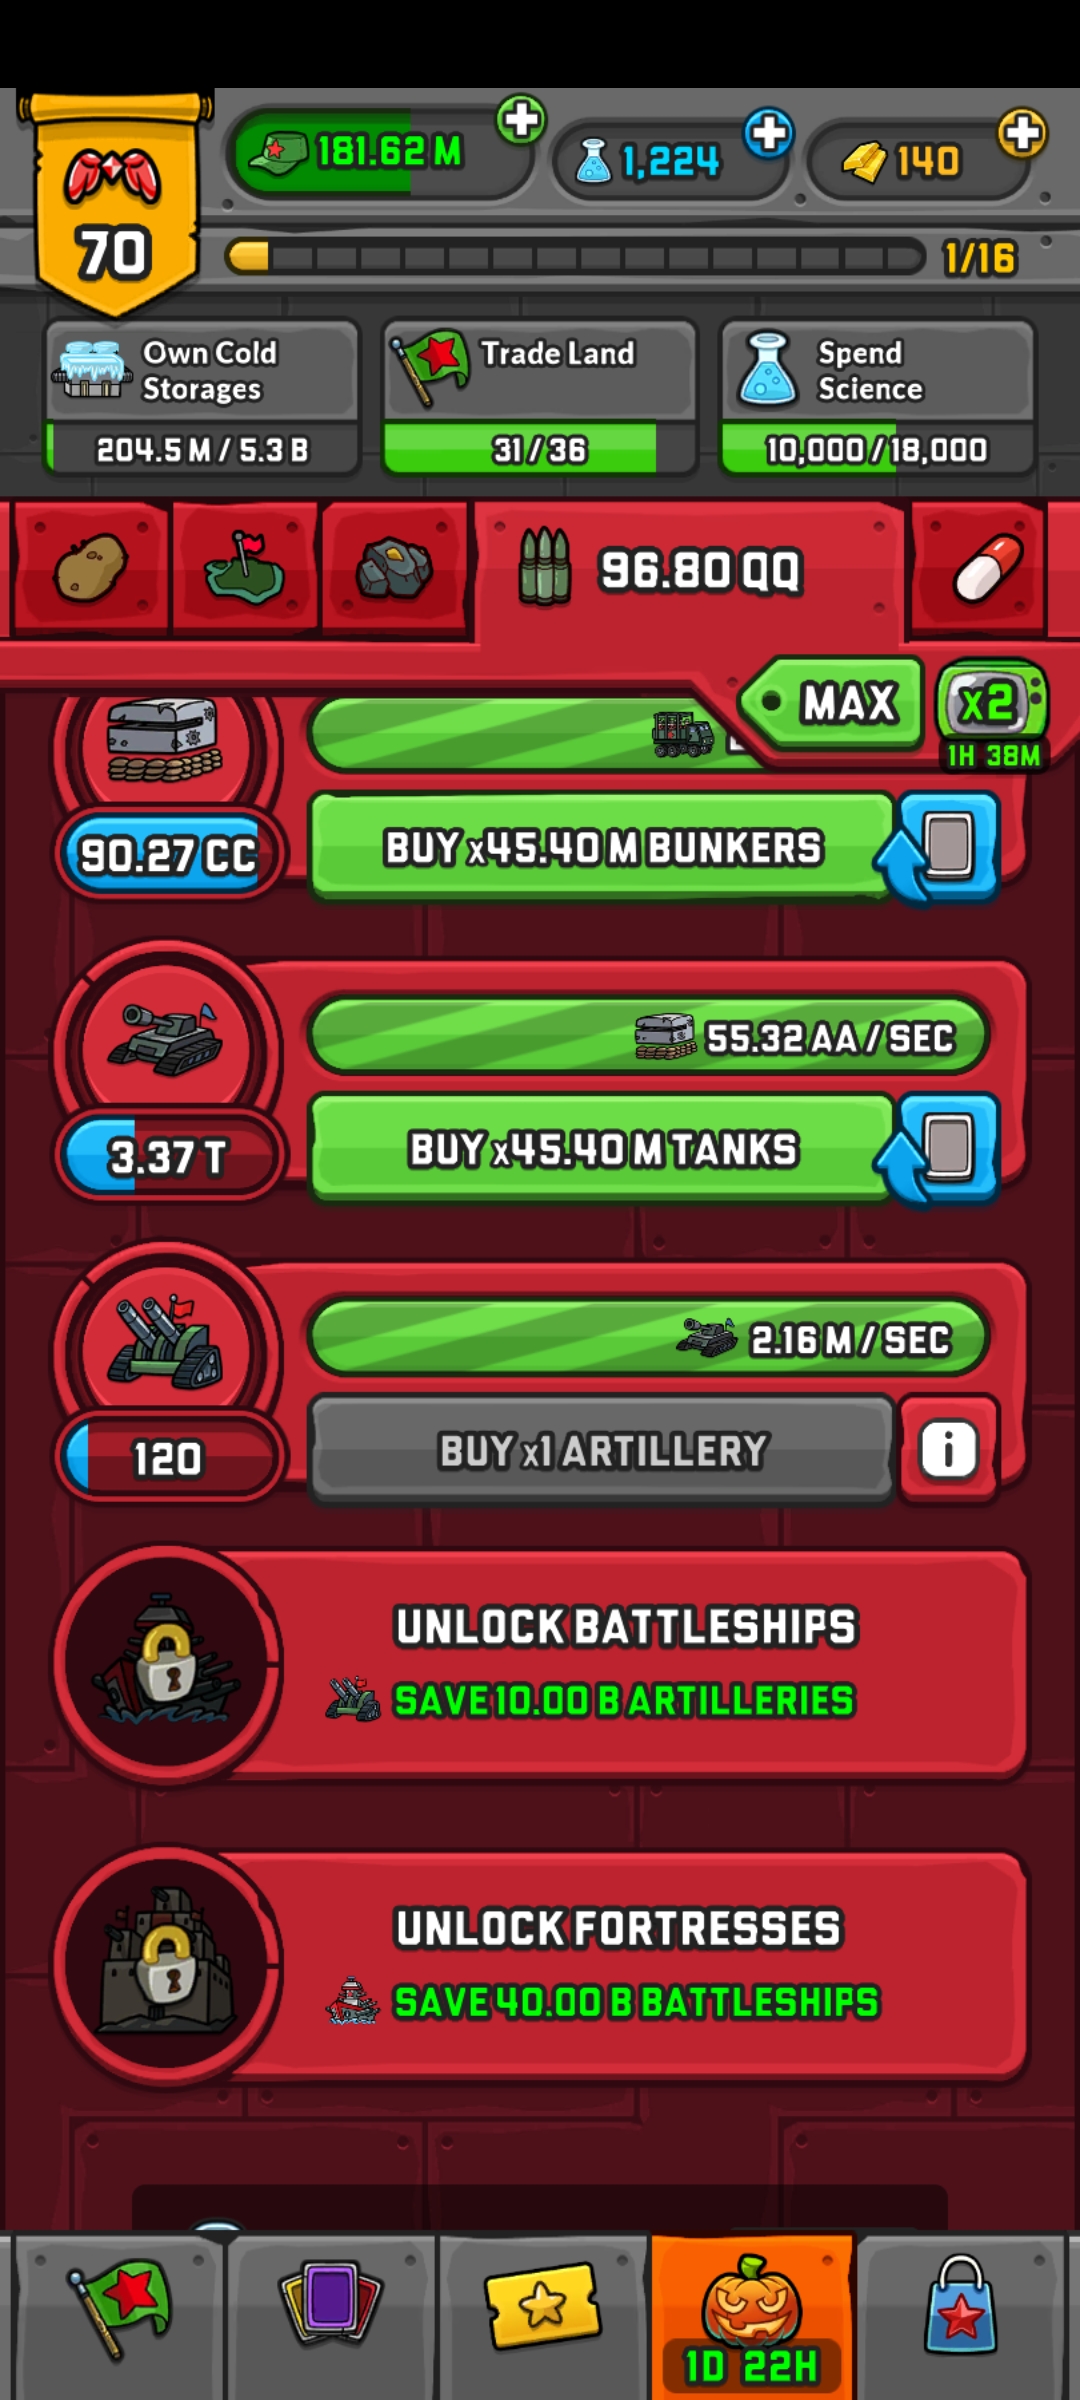 181.62 M
1,224
140
70
1/16
Own Cold
Storages
204.5 M / 5.3 B
Trade Land
31 / 36
Spend
Science
10,000 / 18,000
96.80 QQ
MAX
x2
1H 38M
90.27 CC
BUY x45.40 M BUNKERS
55.32 AA / SEC
3.37 T
BUY x45.40 M TANKS
2.16 M / SEC
120
BUY x1 ARTILLERY
i
UNLOCK BATTLESHIPS
SAVE 10.00 B ARTILLERIES
UNLOCK FORTRESSES
SAVE 40.00 B BATTLESHIPS
1D 22H